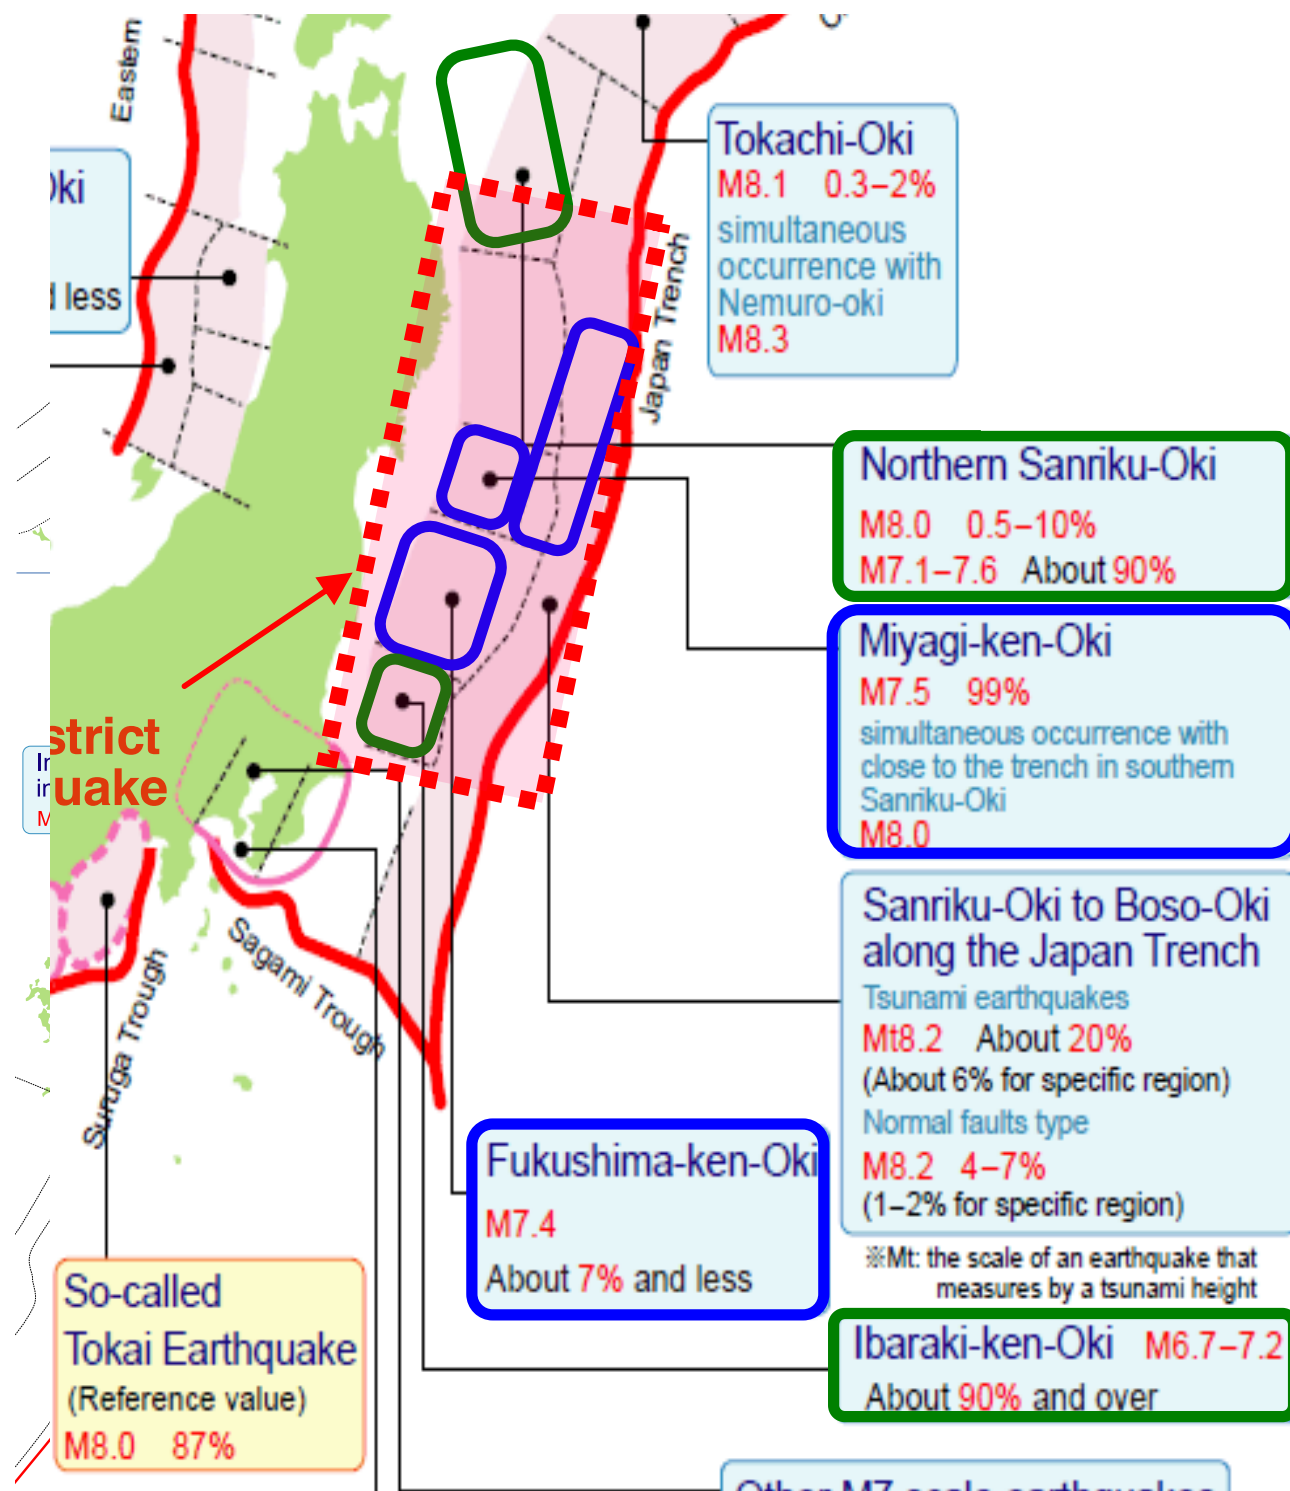 Eastern
Oki
d less
Tokachi-Oki
M8.1 0.3–2%
simultaneous
occurrence with
Nemuro-oki
M8.3
Japan Trench
Northern Sanriku-Oki
M8.0 0.5–10%
M7.1–7.6 About 90%
Miyagi-ken-Oki
M7.5 99%
simultaneous occurrence with
close to the trench in southern
Sanriku-Oki
M8.0
strict
uake
In
in
M
Sagami Trough
Suruga Trough
Sanriku-Oki to Boso-Oki
along the Japan Trench
Tsunami earthquakes
Mt8.2 About 20%
(About 6% for specific region)
Normal faults type
M8.2 4–7%
(1–2% for specific region)
※Mt: the scale of an earthquake that
measures by a tsunami height
Fukushima-ken-Oki
M7.4
About 7% and less
Ibaraki-ken-Oki M6.7–7.2
About 90% and over
So-called
Tokai Earthquake
(Reference value)
M8.0 87%
Other M7 scale earthquakes